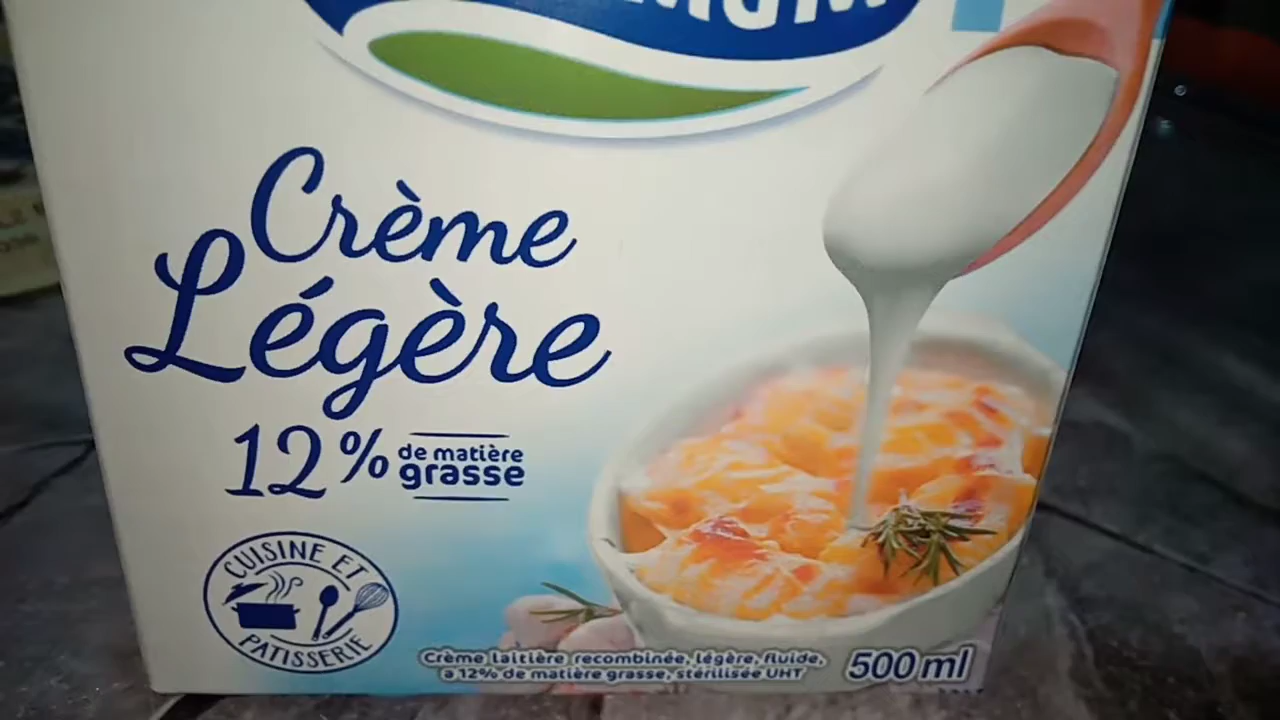 Crème
Légère
12% de matière
grasse
CUISINE ET
PATISSERIE
Crème laitière recombinée, légère, fluide,
à 12% de matière grasse, stérilisée UHT
500 ml